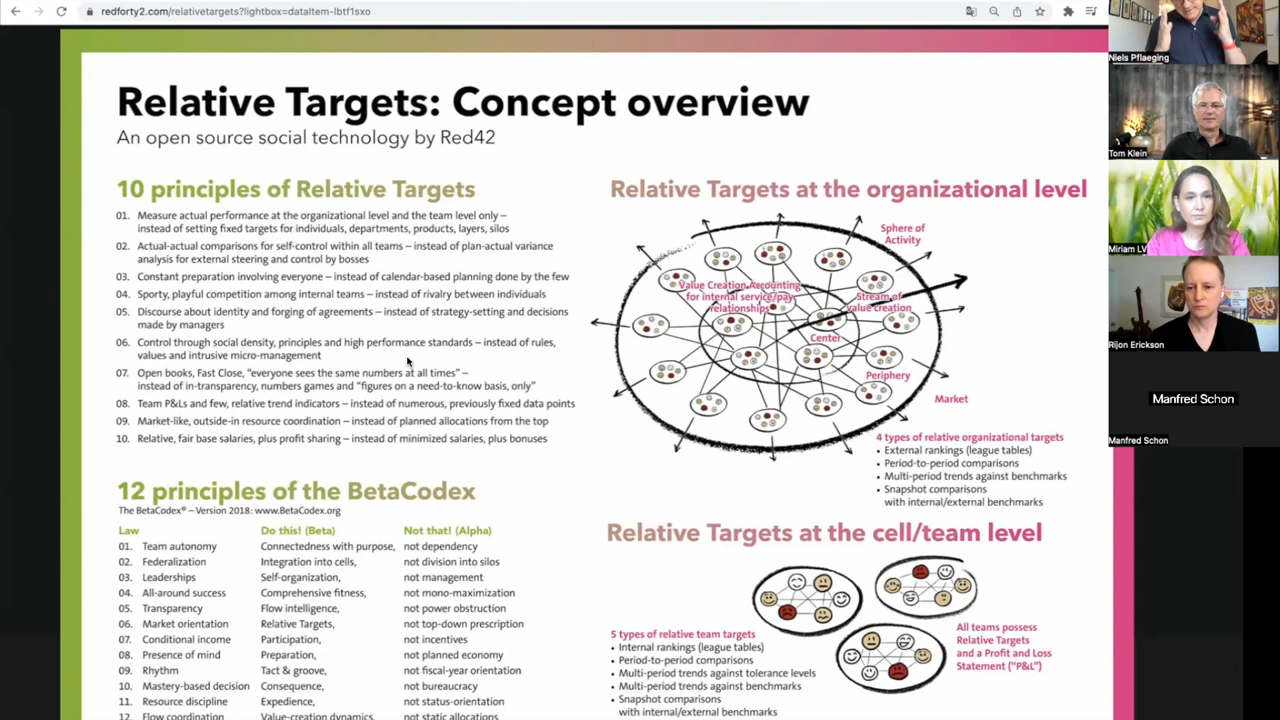 redforty2.com/relativetargets?lightbox=dataItem-lbtf1sxo
Relative Targets: Concept overview
An open source social technology by Red42
10 principles of Relative Targets
01. Measure actual performance at the organizational level and the team level only –
instead of setting fixed targets for individuals, departments, products, layers, silos
02. Actual-actual comparisons for self-control within all teams – instead of plan-actual variance
analysis for external steering and control by bosses
03. Constant preparation involving everyone – instead of calendar-based planning done by the few
04. Sporty, playful competition among internal teams – instead of rivalry between individuals
05. Discourse about identity and forging of agreements – instead of strategy-setting and decisions
made by managers
06. Control through social density, principles and high performance standards – instead of rules,
values and intrusive micro-management
07. Open books, Fast Close, “everyone sees the same numbers at all times” –
instead of in-transparency, numbers games and “figures on a need-to-know basis, only”
08. Team P&Ls and few, relative trend indicators – instead of numerous, previously fixed data points
09. Market-like, outside-in resource coordination – instead of planned allocations from the top
10. Relative, fair base salaries, plus profit sharing – instead of minimized salaries, plus bonuses
12 principles of the BetaCodex
The BetaCodex® – Version 2018: www.BetaCodex.org
Law Do this! (Beta) Not that! (Alpha)
01. Team autonomy Connectedness with purpose, not dependency
02. Federalization Integration into cells, not division into silos
03. Leaderships Self-organization, not management
04. All-around success Comprehensive fitness, not mono-maximization
05. Transparency Flow intelligence, not power obstruction
06. Market orientation Relative Targets, not top-down prescription
07. Conditional income Participation, not incentives
08. Presence of mind Preparation, not planned economy
09. Rhythm Tact & groove, not fiscal-year orientation
10. Mastery-based decision Consequence, not bureaucracy
11. Resource discipline Expedience, not status-orientation
12. Flow coordination Value-creation dynamics, not static allocations
Relative Targets at the organizational level
Sphere of
Activity
Value Creation Accounting
for internal service/pay
relationships
Stream of
value creation
Center
Periphery
Market
4 types of relative organizational targets
• External rankings (league tables)
• Period-to-period comparisons
• Multi-period trends against benchmarks
• Snapshot comparisons
with internal/external benchmarks
Relative Targets at the cell/team level
5 types of relative team targets
• Internal rankings (league tables)
• Period-to-period comparisons
• Multi-period trends against tolerance levels
• Multi-period trends against benchmarks
• Snapshot comparisons
with internal/external benchmarks
All teams possess
Relative Targets
and a Profit and Loss
Statement (“P&L”)
Niels Pflaeging
Tom Klein
Miriam LV
Rijon Erickson
Manfred Schon
Manfred Schon